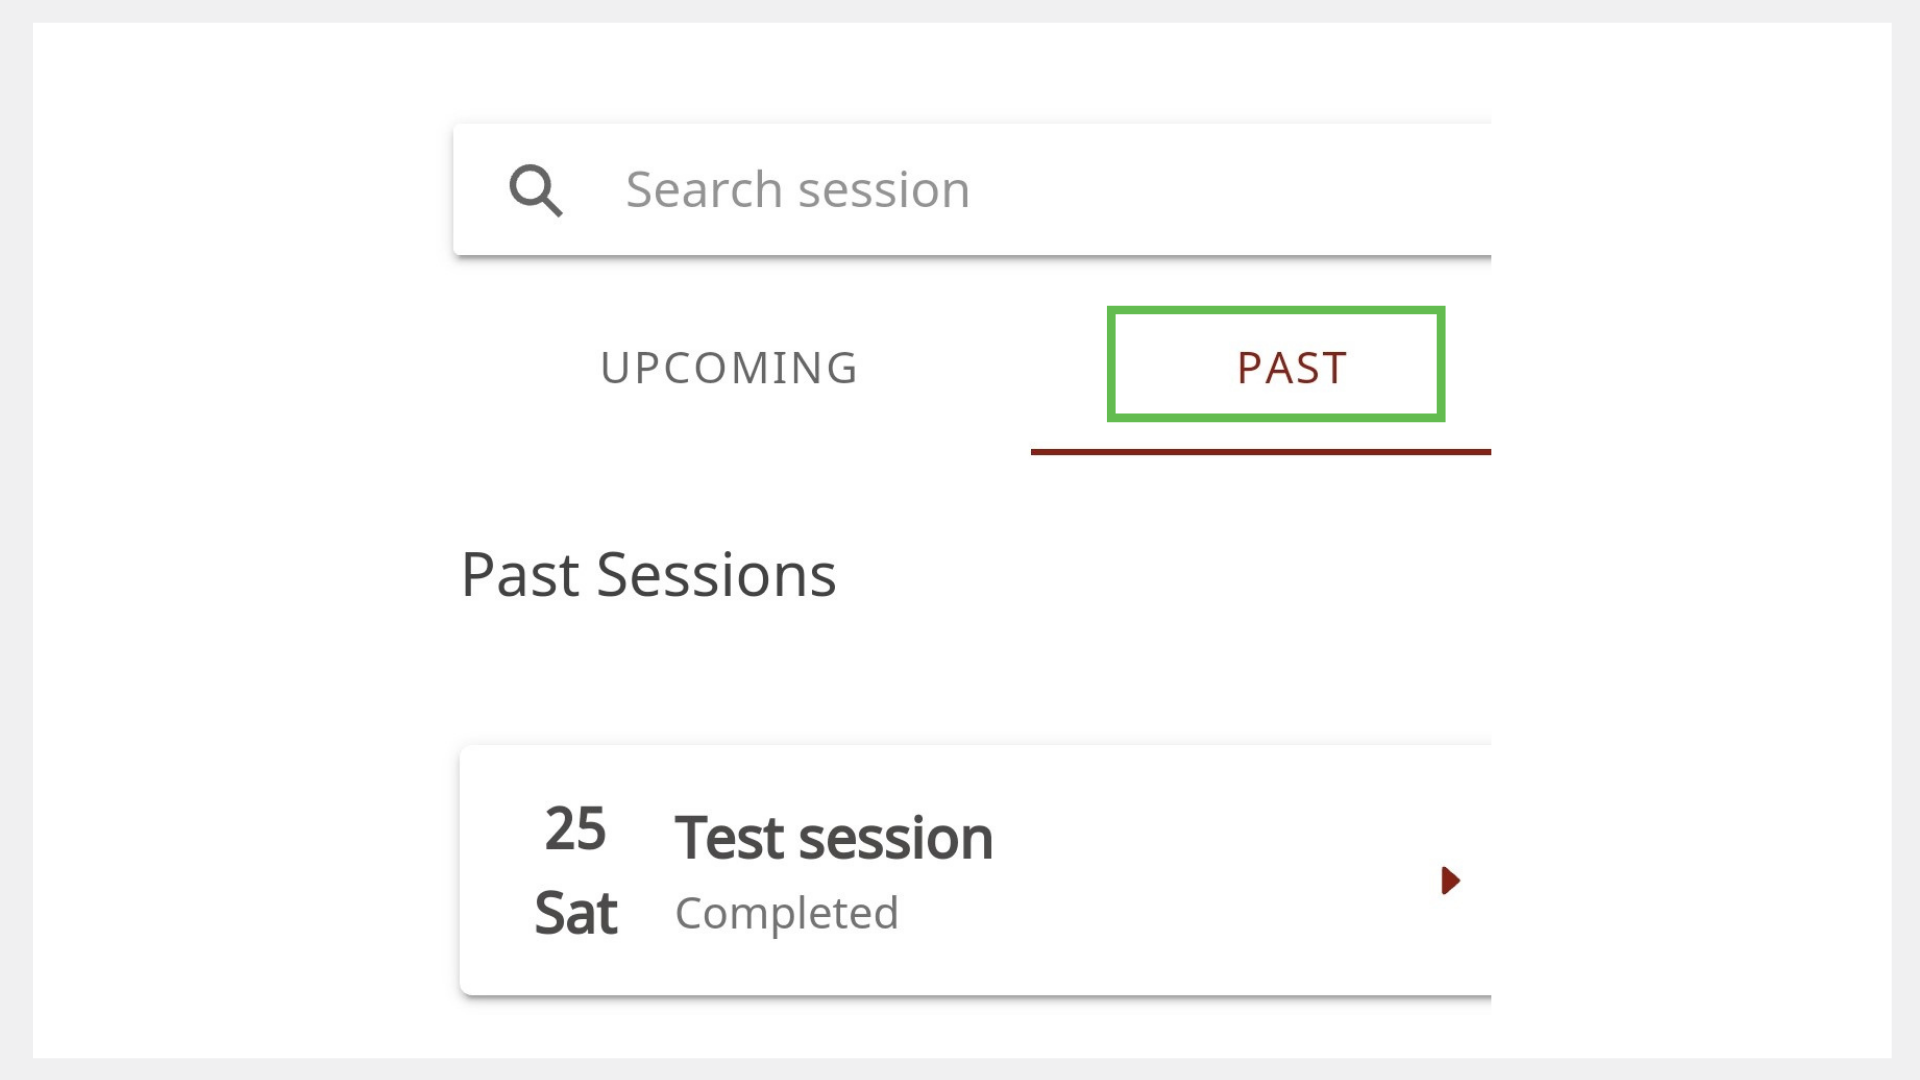 Search session
UPCOMING
PAST
Past Sessions
25
Sat
Test session
Completed